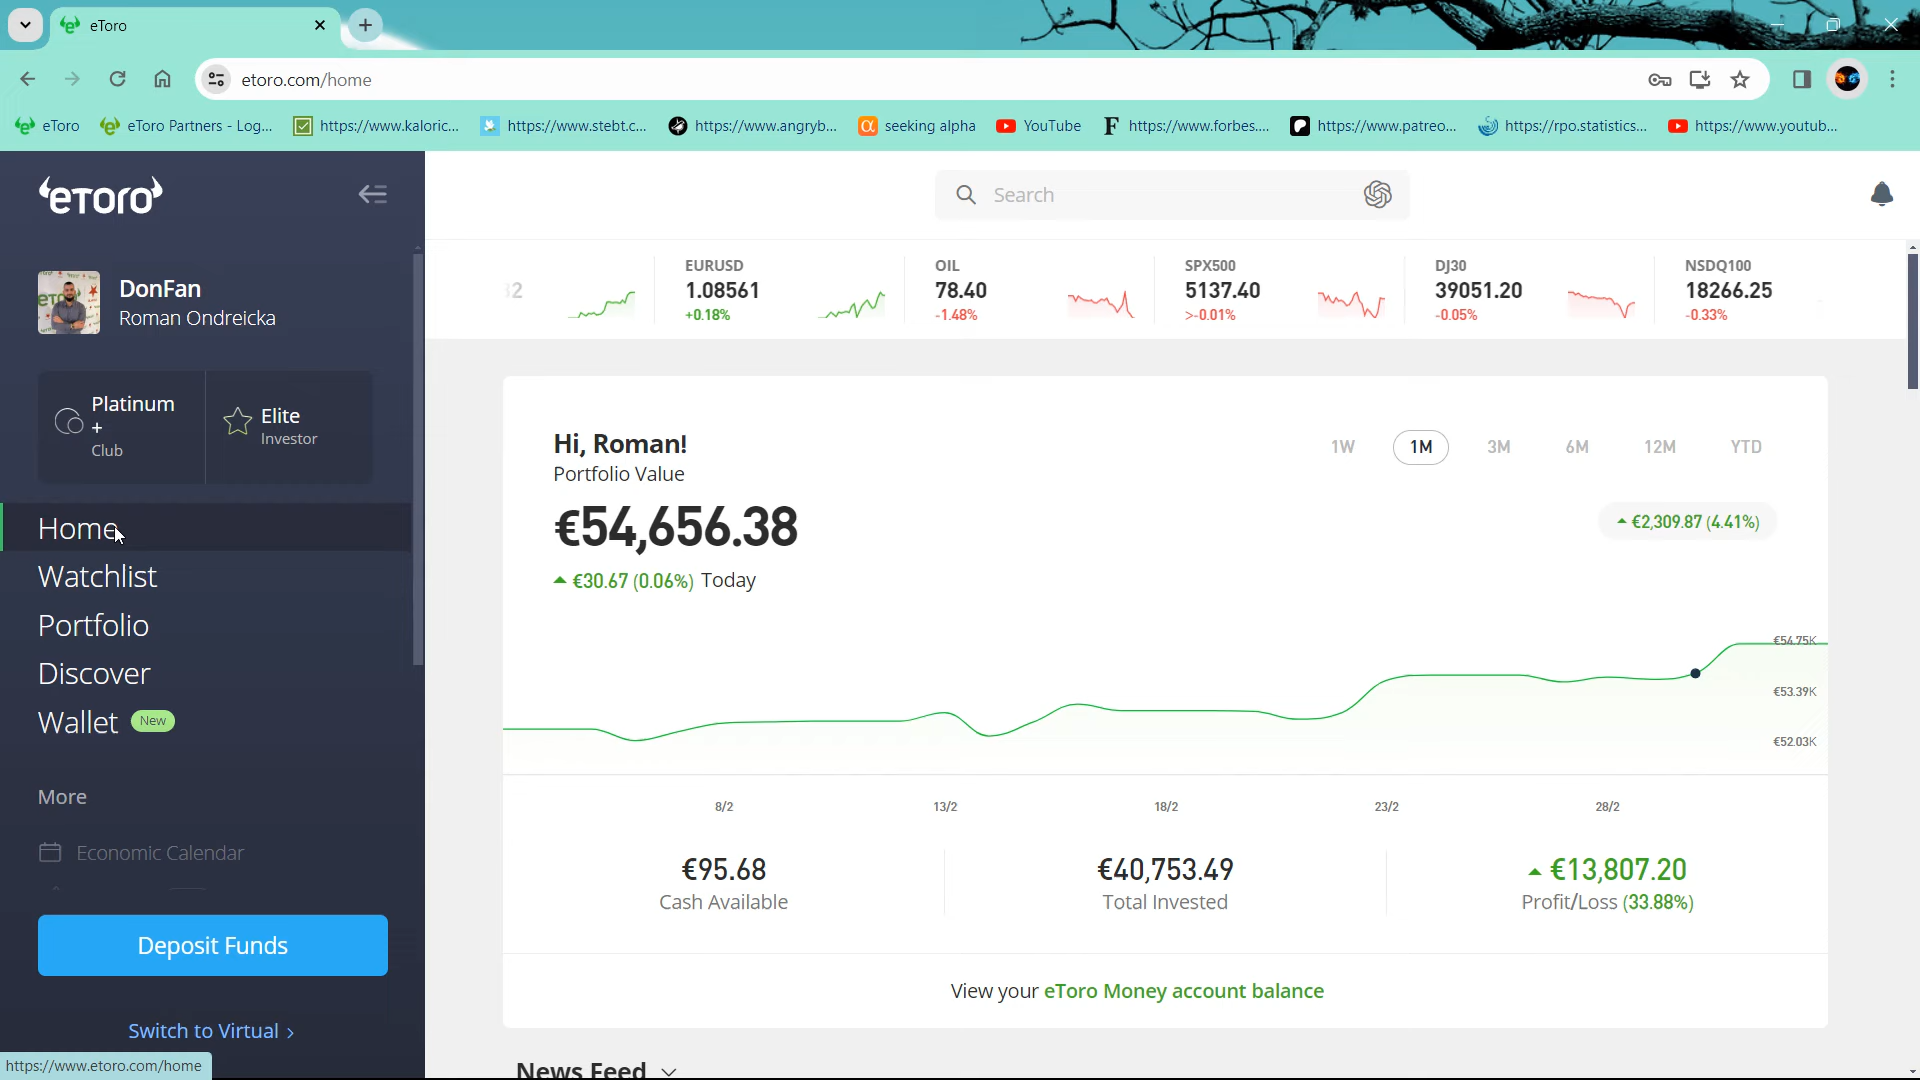 eToro
etoro.com/home
eToro
eToro Partners - Log...
https://www.kaloric...
https://www.stebt.c...
https://www.angryb...
seeking alpha
YouTube
https://www.forbes....
https://www.patreo...
https://rpo.statistics...
https://www.youtub...
eToro
Search
DonFan
Roman Ondreicka
EURUSD
1.08561
+0.18%
OIL
78.40
-1.48%
SPX500
5137.40
>-0.01%
DJ30
39051.20
-0.05%
NSDQ100
18266.25
-0.33%
Platinum
+
Club
Elite
Investor
Home
Watchlist
Portfolio
Discover
Wallet New
More
Economic Calendar
Deposit Funds
Switch to Virtual >
https://www.etoro.com/home
Hi, Roman!
Portfolio Value
€54,656.38
€30.67 (0.06%) Today
1W 1M 3M 6M 12M YTD
€2,309.87 (4.41%)
€54.75K
€53.39K
€52.03K
8/2 13/2 18/2 23/2 28/2
€95.68
Cash Available
€40,753.49
Total Invested
€13,807.20
Profit/Loss (33.88%)
View your eToro Money account balance
News Feed